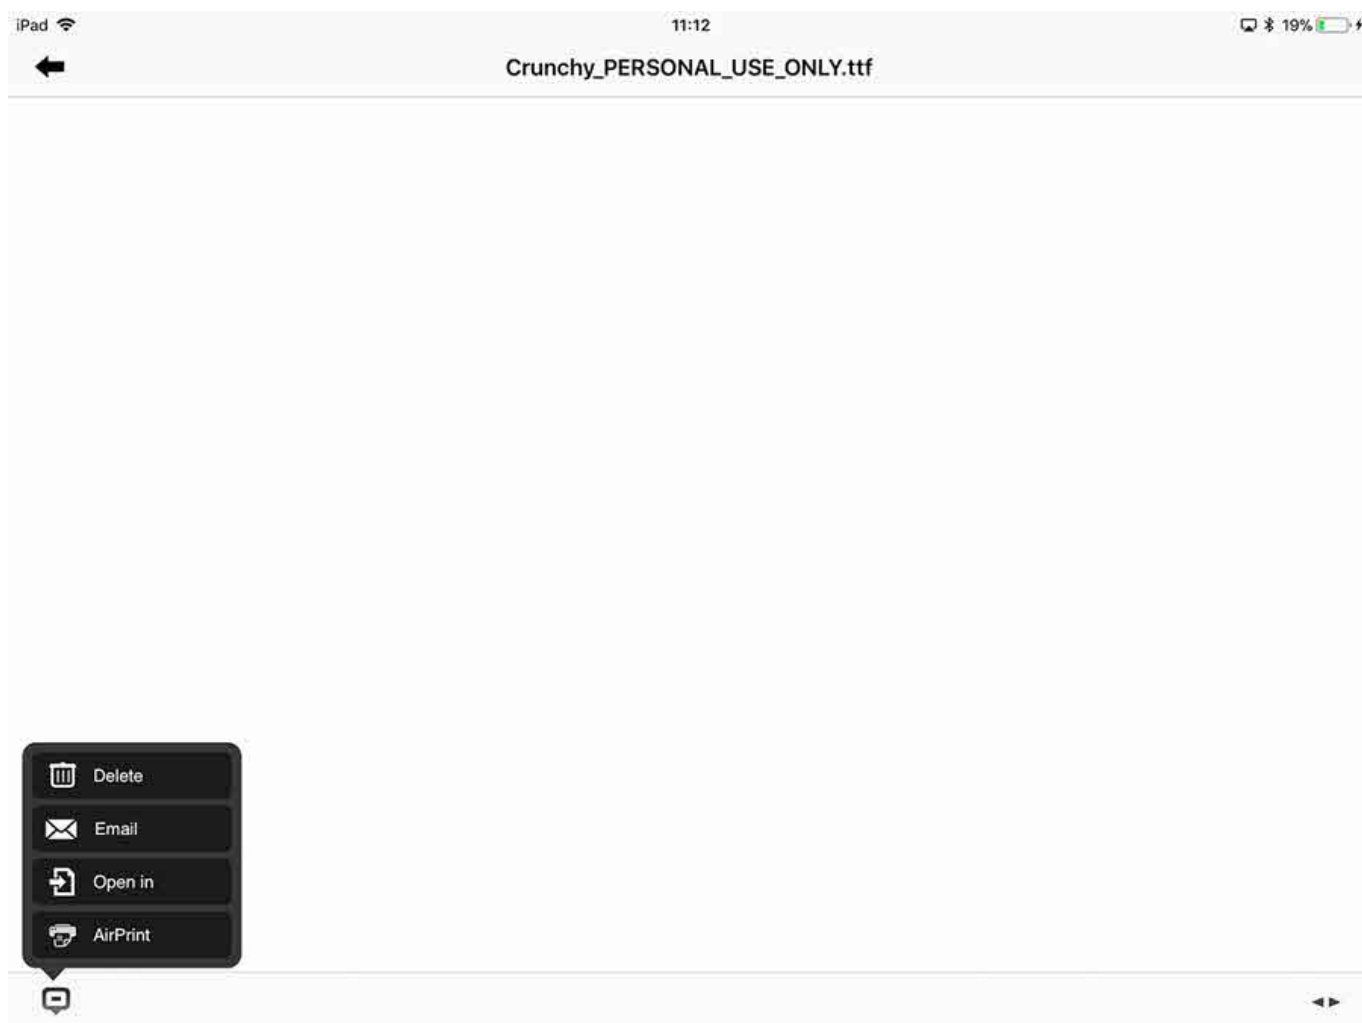 iPad 11:12 19%
Crunchy_PERSONAL_USE_ONLY.ttf
Delete
Email
Open in
AirPrint